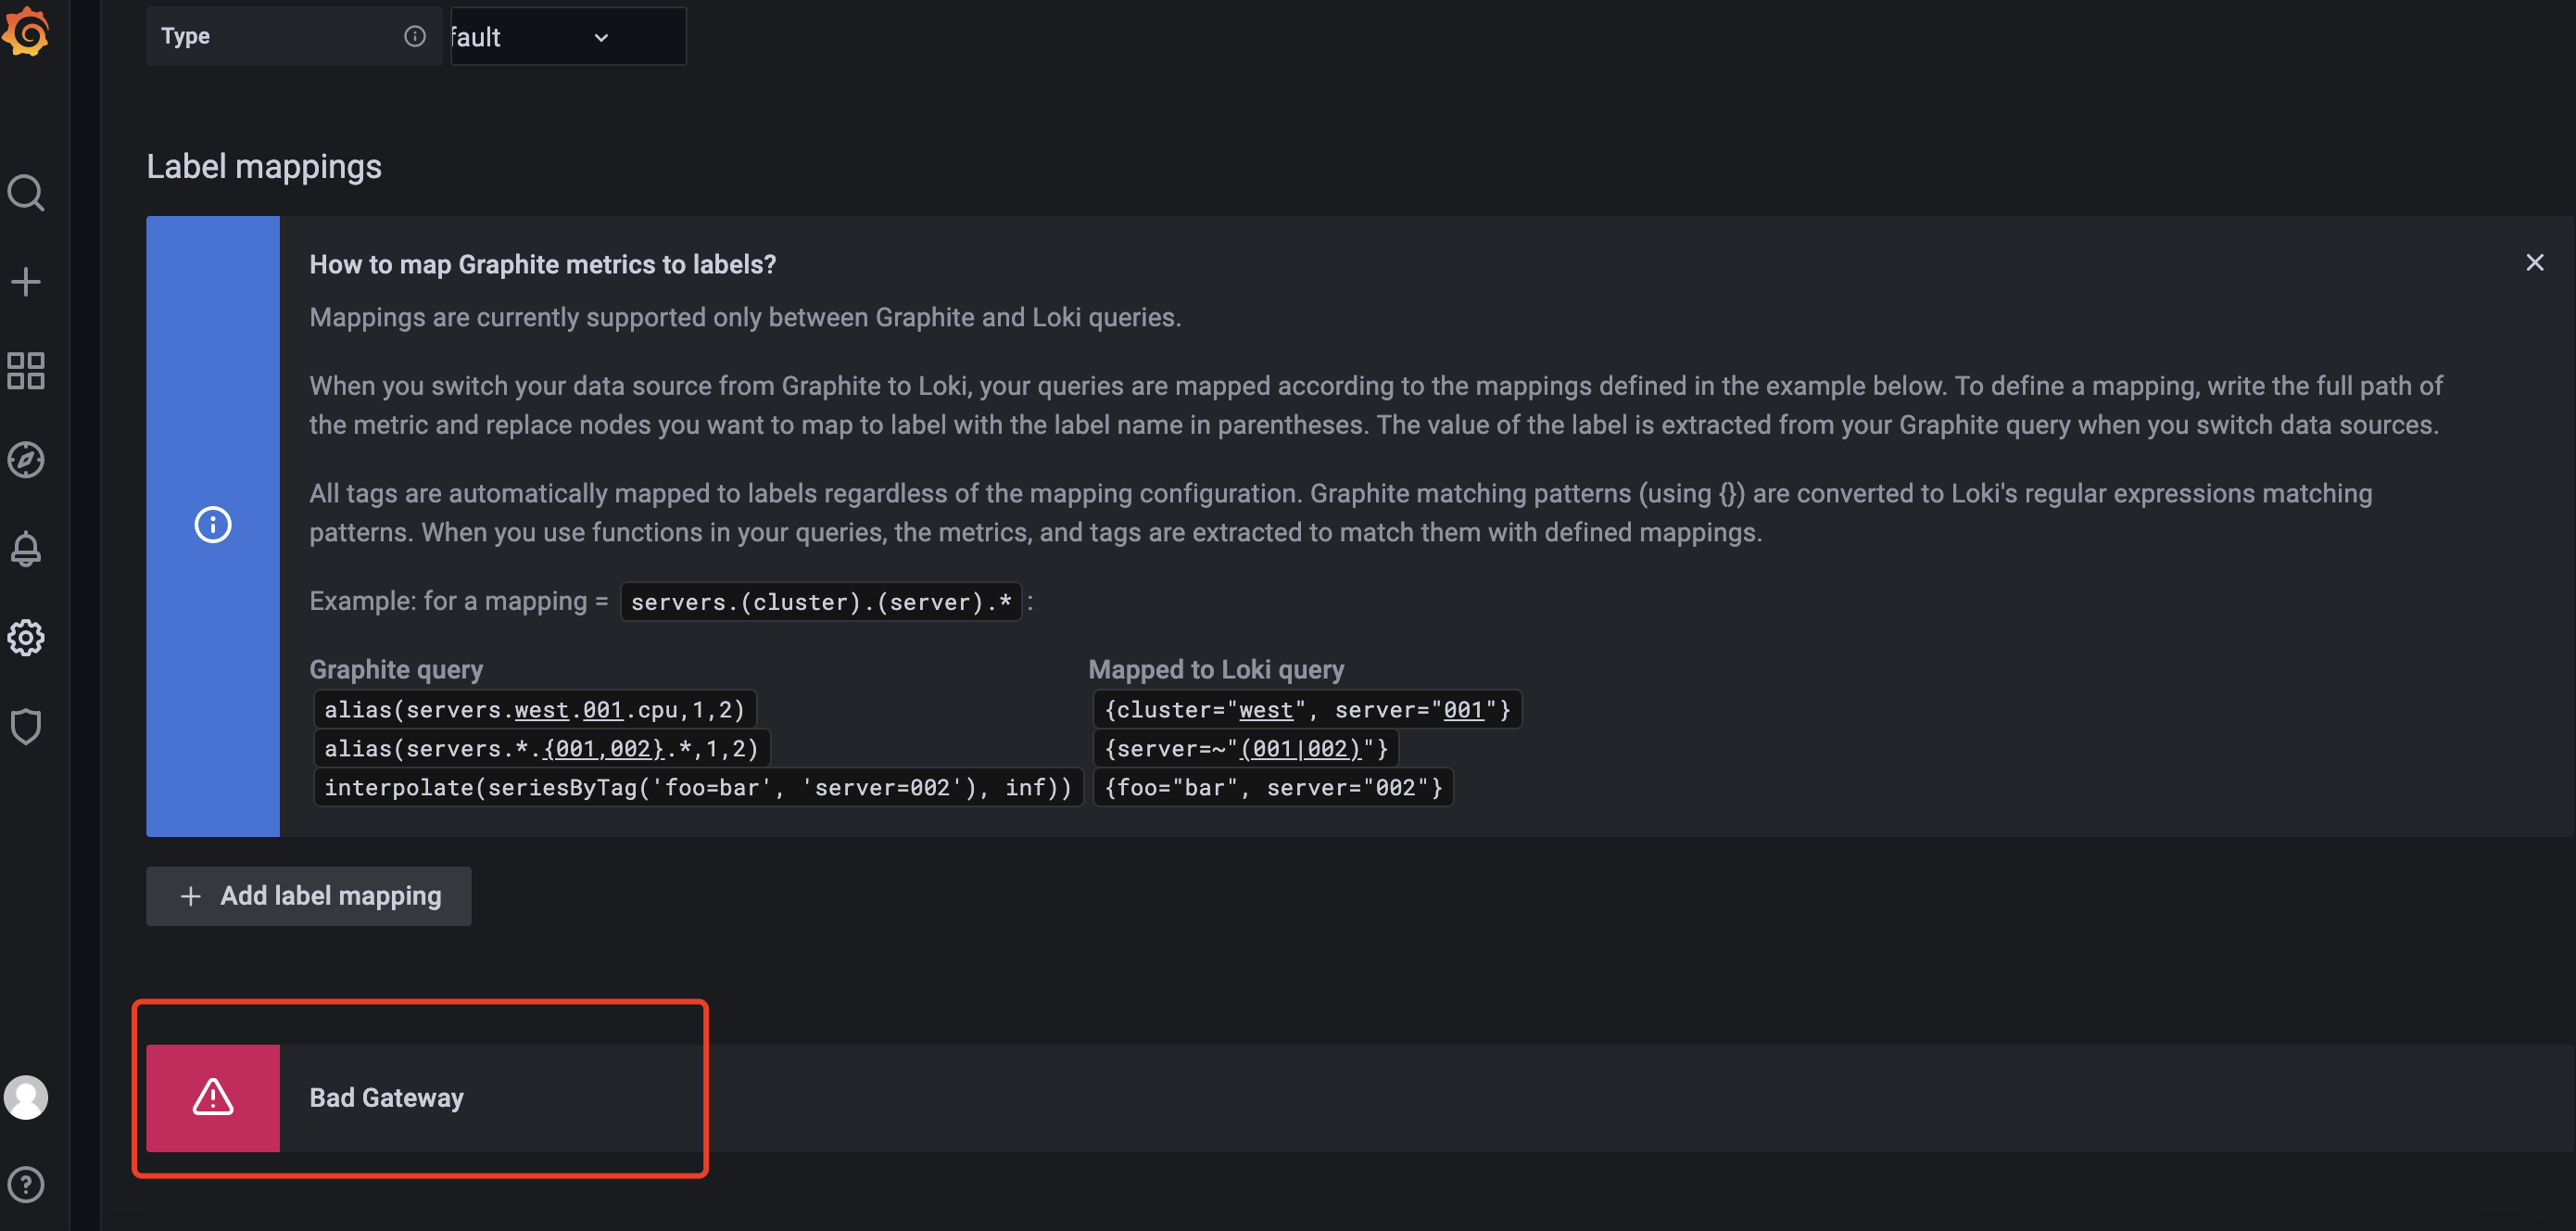 Type
fault
Label mappings
How to map Graphite metrics to labels?
Mappings are currently supported only between Graphite and Loki queries.
When you switch your data source from Graphite to Loki, your queries are mapped according to the mappings defined in the example below. To define a mapping, write the full path of
the metric and replace nodes you want to map to label with the label name in parentheses. The value of the label is extracted from your Graphite query when you switch data sources.
All tags are automatically mapped to labels regardless of the mapping configuration. Graphite matching patterns (using {}) are converted to Loki's regular expressions matching
patterns. When you use functions in your queries, the metrics, and tags are extracted to match them with defined mappings.
Example: for a mapping = servers.(cluster).(server).* :
Graphite query Mapped to Loki query
alias(servers.west.001.cpu,1,2) {cluster="west", server="001"}
alias(servers.*.{001,002}.*,1,2) {server=~"(001|002)"}
interpolate(seriesByTag('foo=bar', 'server=002'), inf)) {foo="bar", server="002"}
+ Add label mapping
Bad Gateway